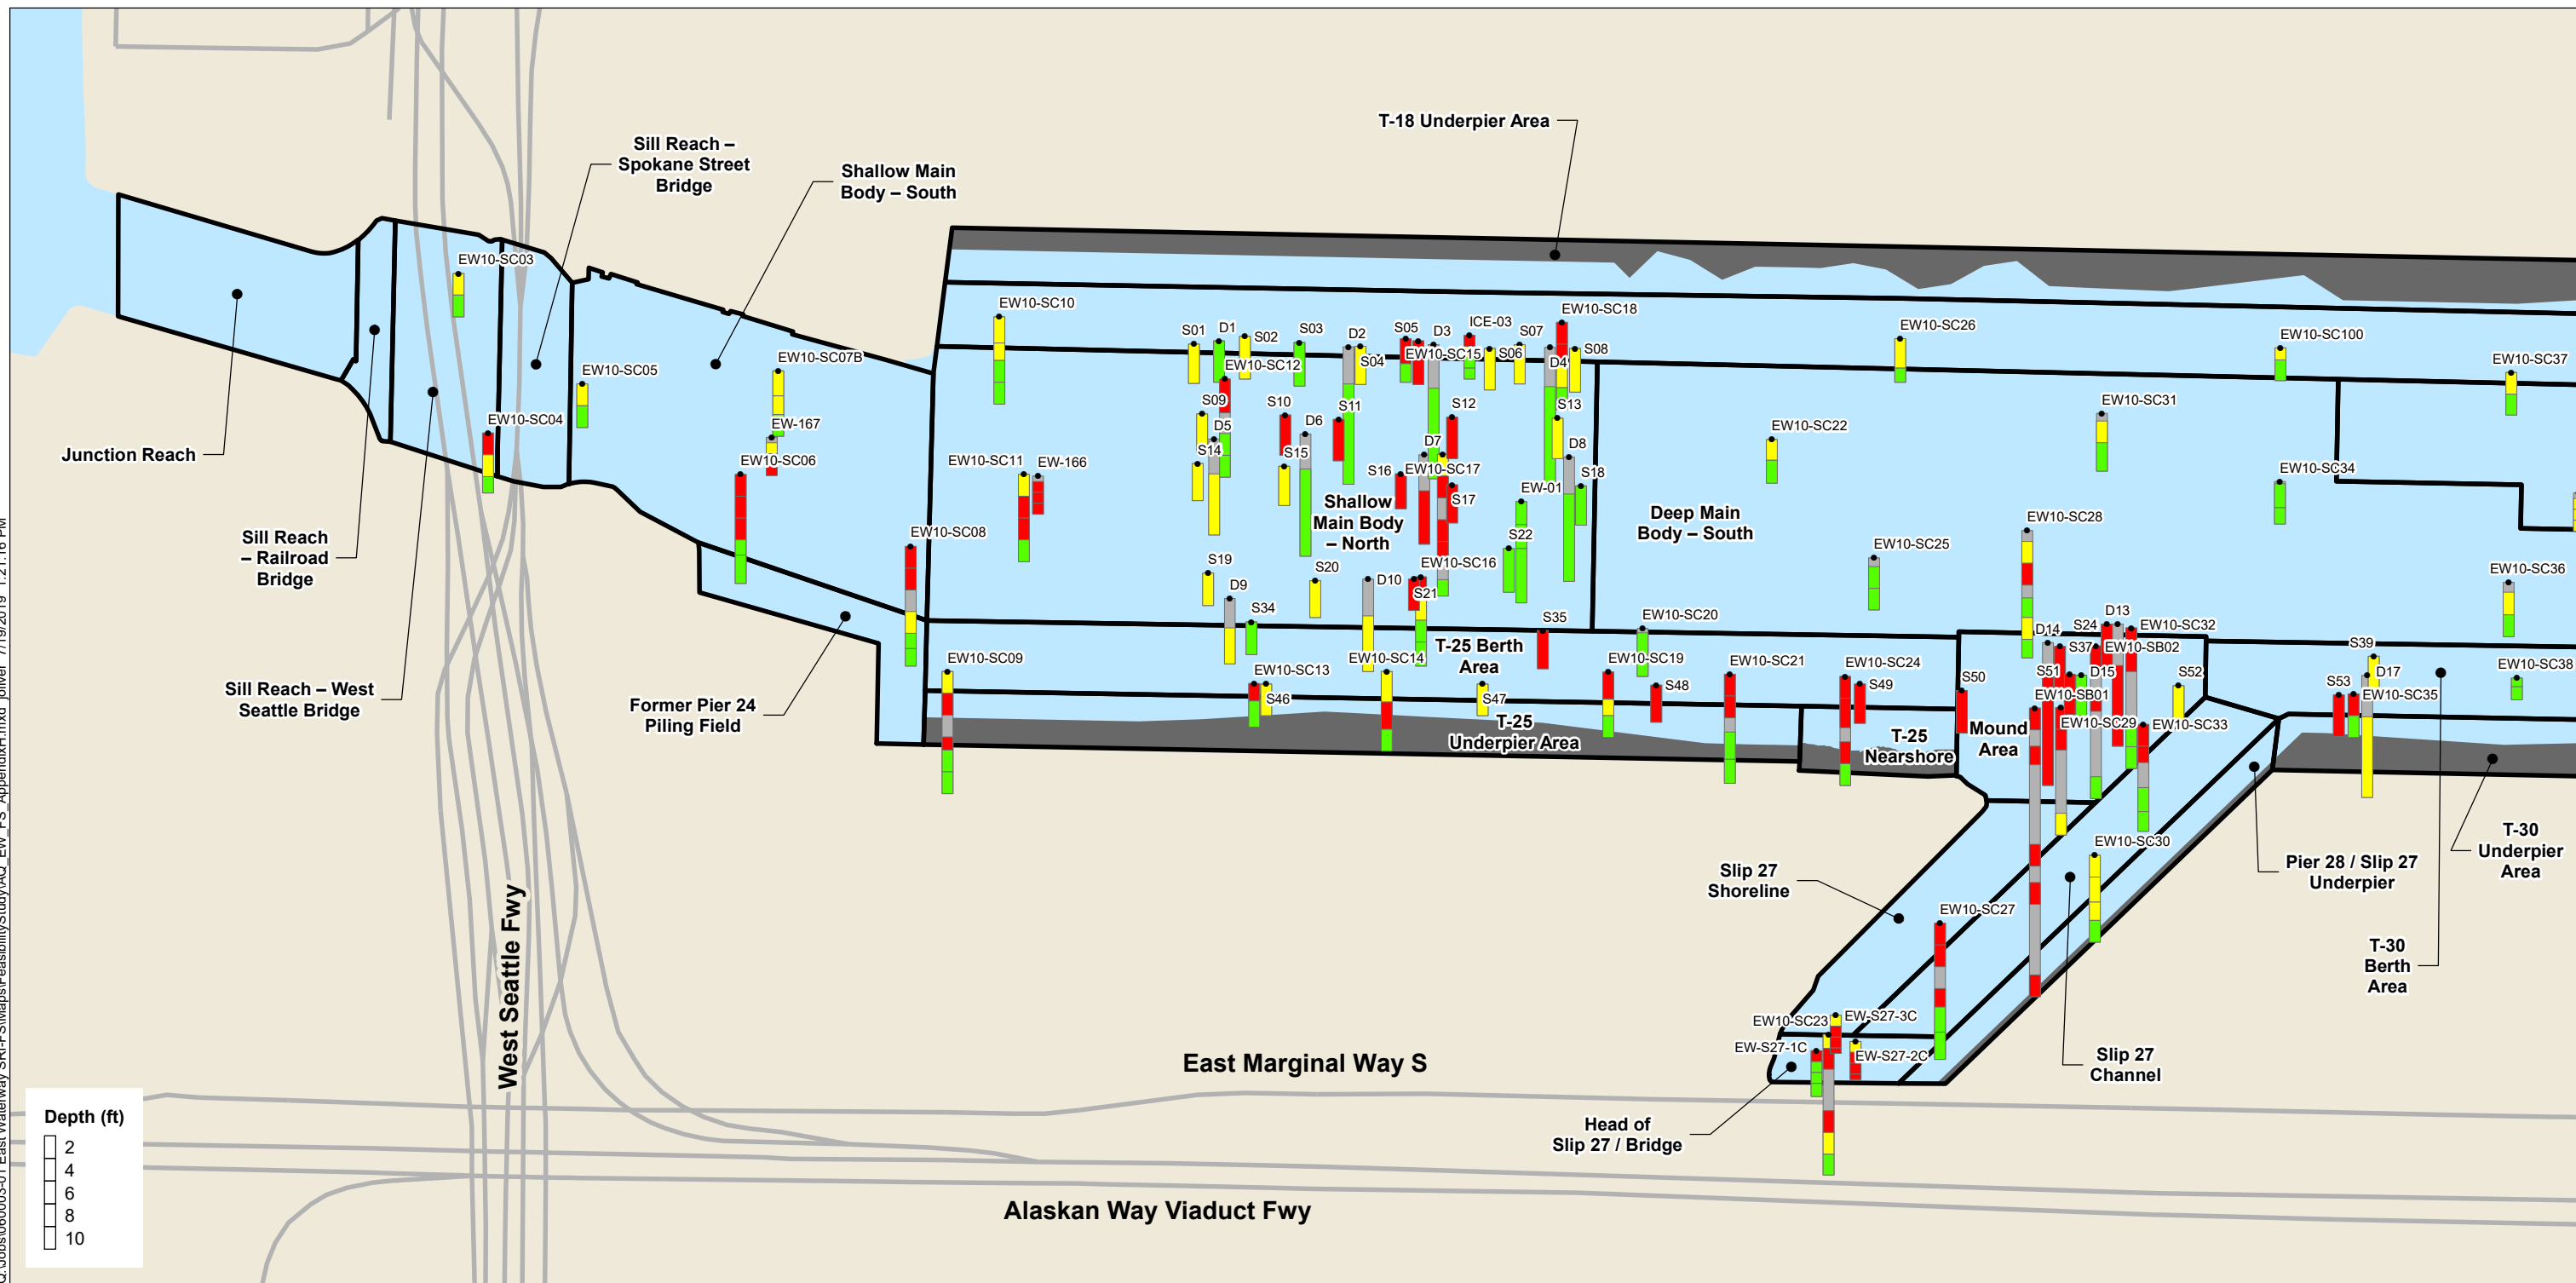 T-18 Underpier Area
Sill Reach –
Spokane Street
Bridge
Shallow Main
Body – South
EW10-SC03
EW10-SC10
EW10-SC18
EW10-SC26
EW10-SC100
EW10-SC37
S01
D1
S02
S03
D2
S04
S05
D3
ICE-03
S07
EW10-SC15
S06
D4
S08
EW10-SC12
EW10-SC05
EW10-SC07B
EW10-SC04
EW-167
EW10-SC06
S09
D5
S10
S11
S12
S13
D6
D7
D8
S14
S15
S16
EW10-SC17
S18
S17
EW10-SC11
EW-166
EW-01
S22
EW10-SC22
EW10-SC31
EW10-SC34
Junction Reach
Shallow
Main Body
– North
Deep Main
Body – South
EW10-SC28
EW10-SC25
EW10-SC36
EW10-SC08
Sill Reach
– Railroad
Bridge
S19
D9
S20
D10
EW10-SC16
S21
S34
S35
EW10-SC20
D13
S24
EW10-SC32
D14
S37
EW10-SB02
S39
T-25 Berth
Area
EW10-SC09
EW10-SC13
S46
EW10-SC14
S47
EW10-SC19
S48
EW10-SC21
EW10-SC24
S49
S50
S51
D15
S52
EW10-SB01
EW10-SC29
EW10-SC33
S53
D17
EW10-SC35
EW10-SC38
Sill Reach – West
Seattle Bridge
Former Pier 24
Piling Field
T-25
Underpier Area
T-25
Nearshore
Mound
Area
EW10-SC30
Slip 27
Shoreline
Pier 28 / Slip 27
Underpier
T-30
Underpier
Area
EW10-SC27
T-30
Berth
Area
EW10-SC23
EW-S27-3C
EW-S27-1C
EW-S27-2C
Slip 27
Channel
Head of
Slip 27 / Bridge
West Seattle Fwy
East Marginal Way S
Alaskan Way Viaduct Fwy
Depth (ft)
2
4
6
8
10